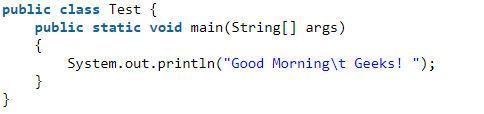 public class Test {
    public static void main(String[] args)
    {
        System.out.println("Good Morning\t Geeks! ");
    }
}